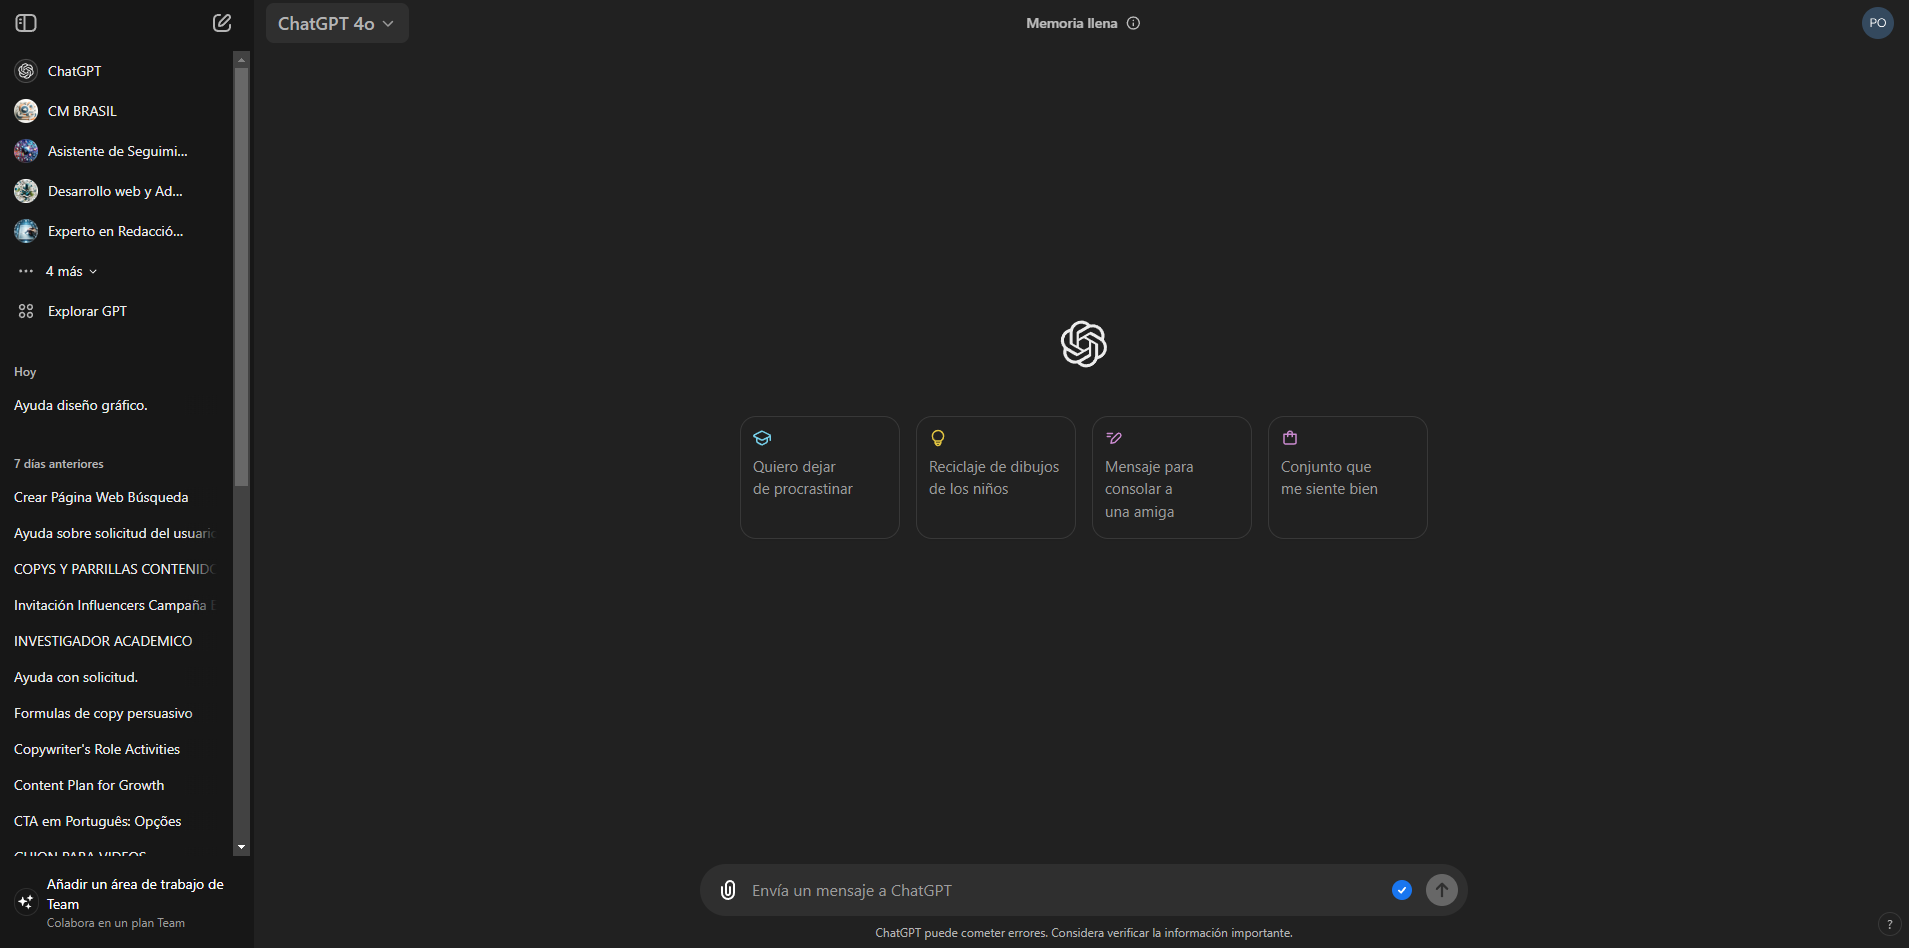 ChatGPT 4o
Memoria llena
PO
ChatGPT
CM BRASIL
Asistente de Seguimi...
Desarrollo web y Ad...
Experto en Redacció...
4 más
Explorar GPT
Hoy
Ayuda diseño gráfico.
7 días anteriores
Crear Página Web Búsqueda
Ayuda sobre solicitud del usuario
COPYS Y PARRILLAS CONTENIDO
Invitación Influencers Campaña
INVESTIGADOR ACADEMICO
Ayuda con solicitud.
Formulas de copy persuasivo
Copywriter's Role Activities
Content Plan for Growth
CTA em Português: Opções
GUION PARA VIDEOS
Añadir un área de trabajo de
Team
Colabora en un plan Team
Quiero dejar
de procrastinar
Reciclaje de dibujos
de los niños
Mensaje para
consolar a
una amiga
Conjunto que
me siente bien
Envía un mensaje a ChatGPT
ChatGPT puede cometer errores. Considera verificar la información importante.
?